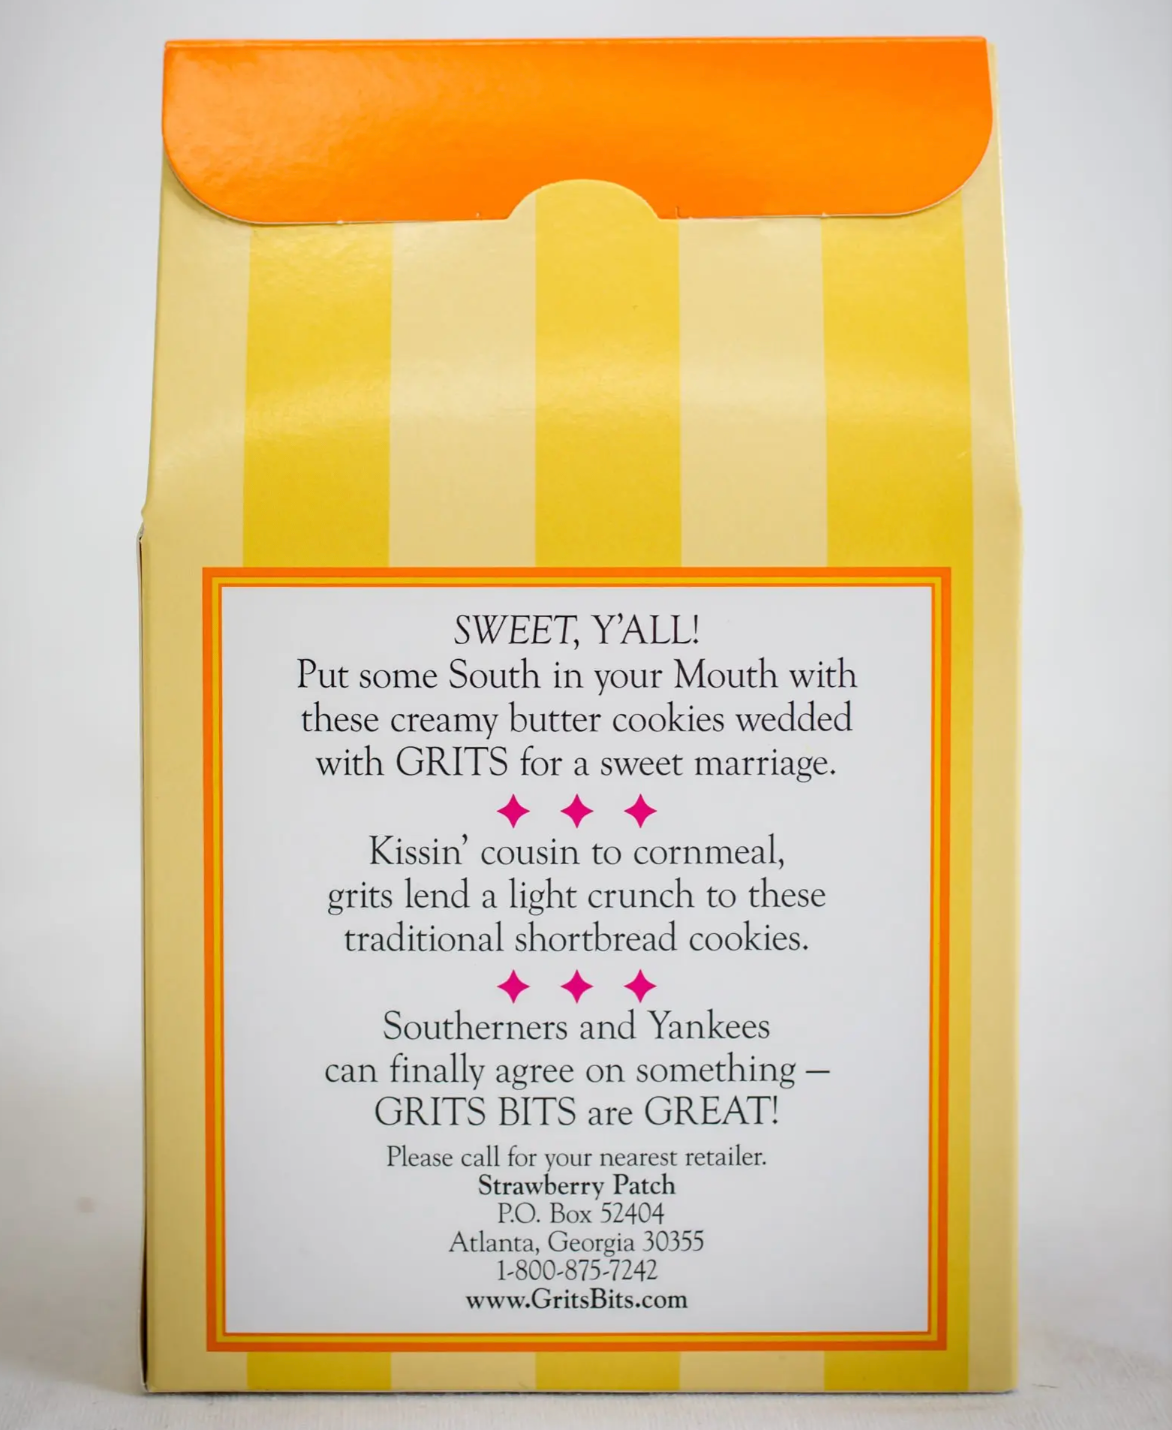 SWEET, Y’ALL!
Put some South in your Mouth with
these creamy butter cookies wedded
with GRITS for a sweet marriage.
Kissin’ cousin to cornmeal,
grits lend a light crunch to these
traditional shortbread cookies.
Southerners and Yankees
can finally agree on something –
GRITS BITS are GREAT!
Please call for your nearest retailer.
Strawberry Patch
P.O. Box 52404
Atlanta, Georgia 30355
1-800-875-7242
www.GritsBits.com